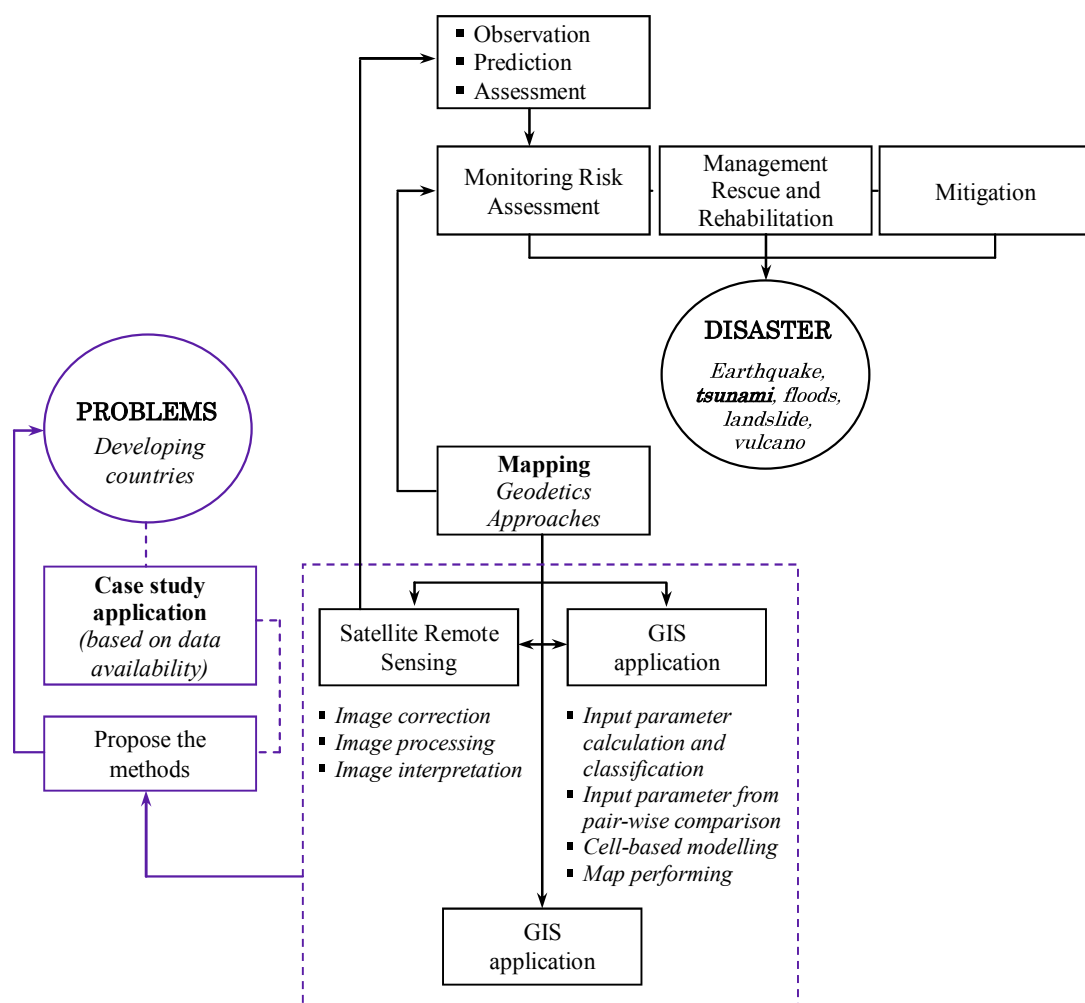 ▪ Observation
▪ Prediction
▪ Assessment
Monitoring Risk
Assessment
Management
Rescue and
Rehabilitation
Mitigation
DISASTER
Earthquake,
tsunami, floods,
landslide,
vulcano
PROBLEMS
Developing
countries
Mapping
Geodetics
Approaches
Case study
application
(based on data
availability)
Propose the
methods
Satellite Remote
Sensing
GIS
application
▪ Image correction
▪ Image processing
▪ Image interpretation
▪ Input parameter
calculation and
classification
▪ Input parameter from
pair-wise comparison
▪ Cell-based modelling
▪ Map performing
GIS
application